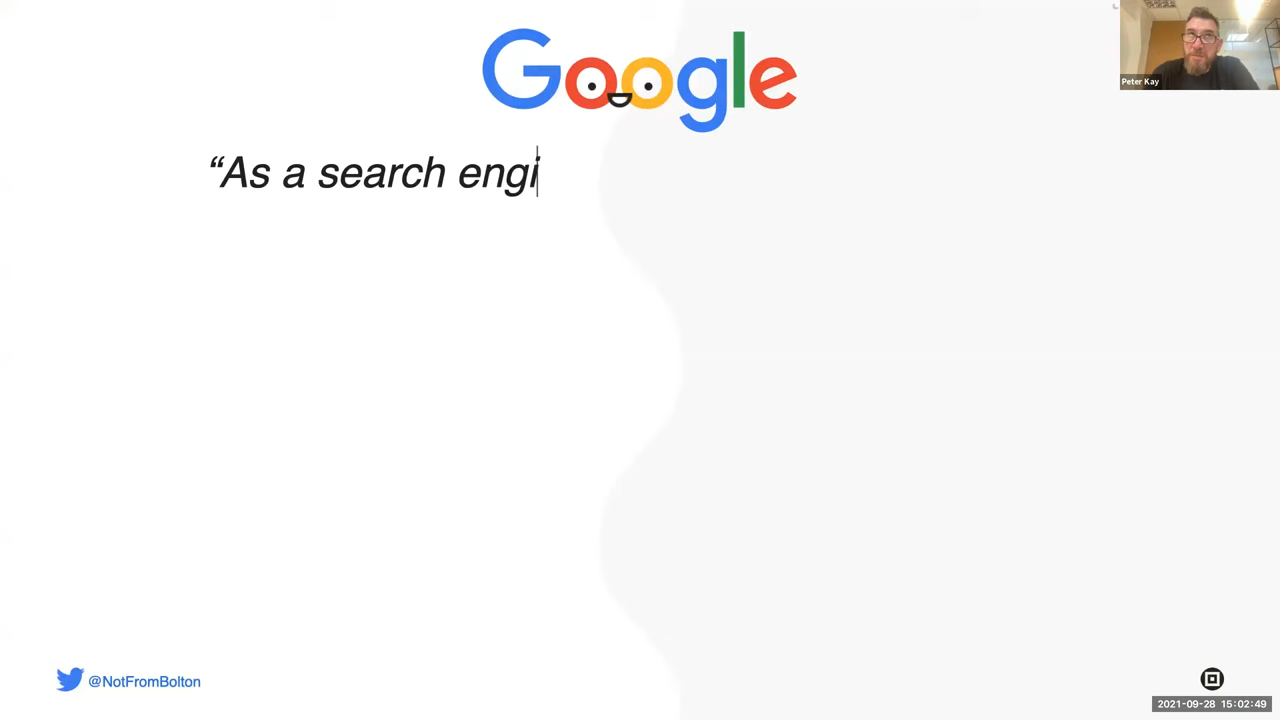 Google
Peter Kay
“As a search engi
@NotFromBolton
2021-09-28 15:02:49